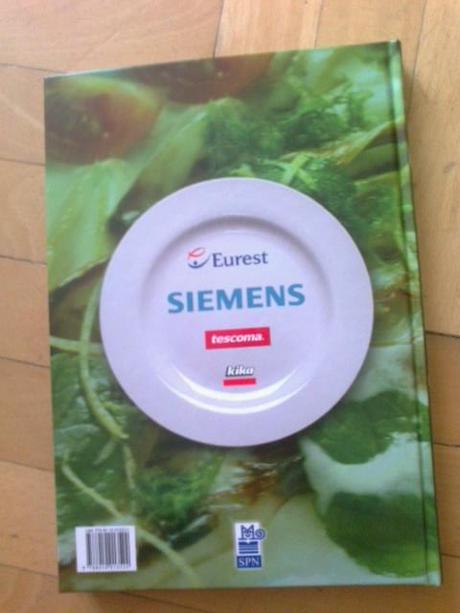 Eurest
SIEMENS
tescoma.
kika
SPN